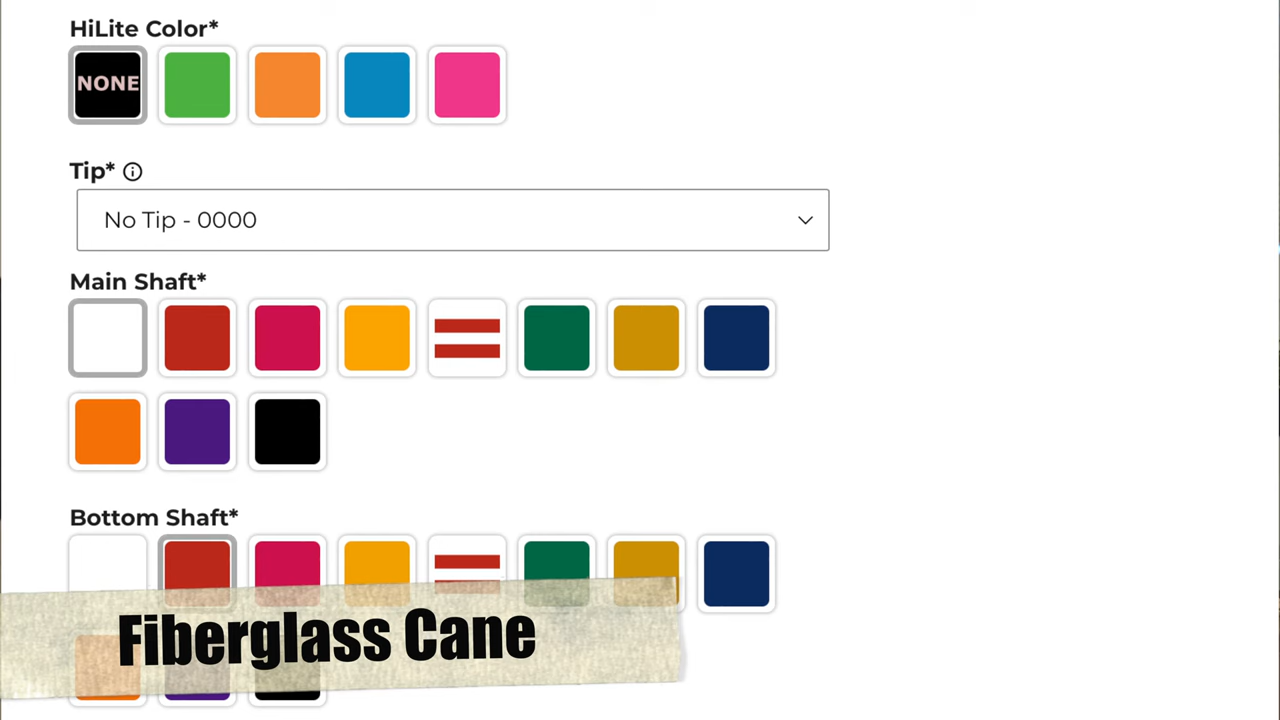 HiLite Color*
NONE
Tip*
No Tip - 0000
Main Shaft*
Bottom Shaft*
Fiberglass Cane